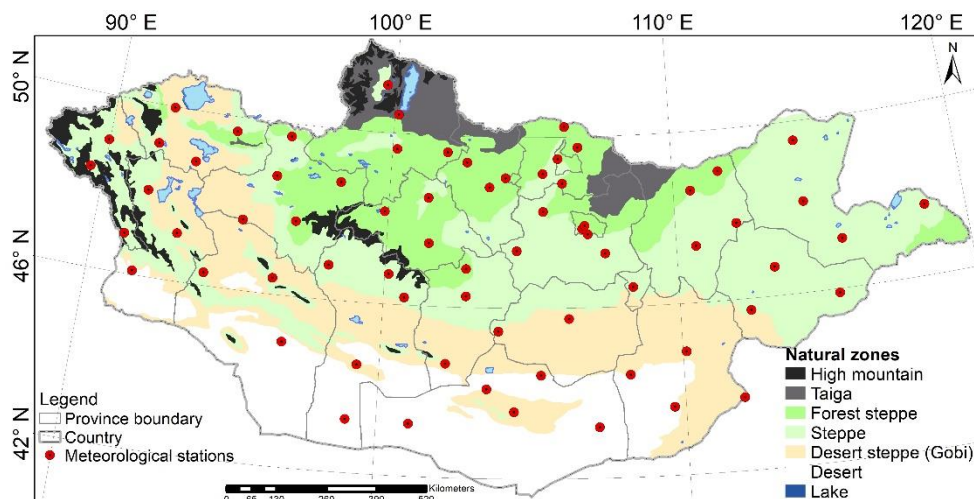 90° E
100° E
110° E
120° E
50° N
46° N
42° N
N
Legend
Province boundary
Country
Meteorological stations
Kilometers
Natural zones
High mountain
Taiga
Forest steppe
Steppe
Desert steppe (Gobi)
Desert
Lake